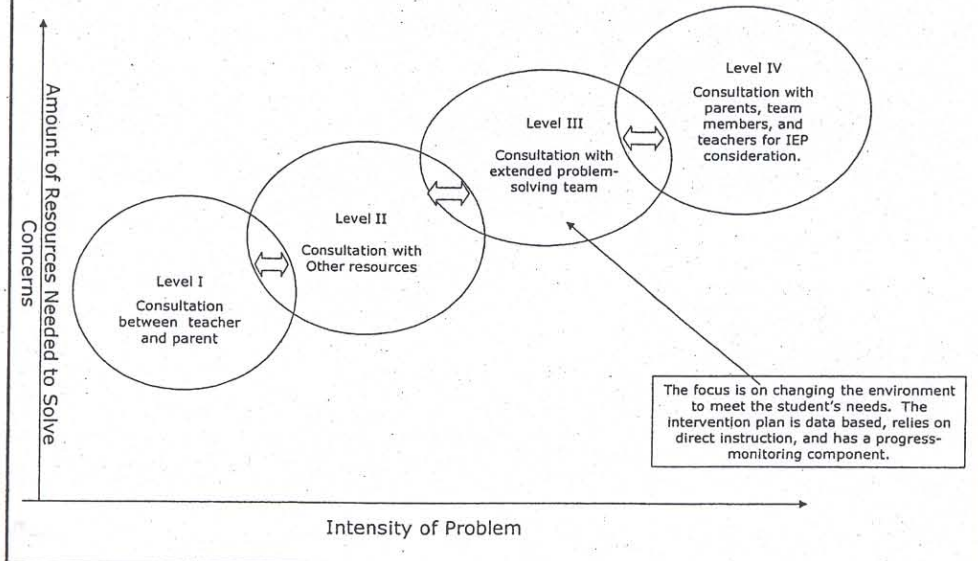 Amount of Resources Needed to Solve
Concerns
Level I
Consultation
between teacher
and parent
Level II
Consultation with
Other resources
Level III
Consultation with
extended problem-
solving team
Level IV
Consultation with
parents, team
members, and
teachers for IEP
consideration.
The focus is on changing the environment
to meet the student's needs. The
intervention plan is data based, relies on
direct instruction, and has a progress-
monitoring component.
Intensity of Problem